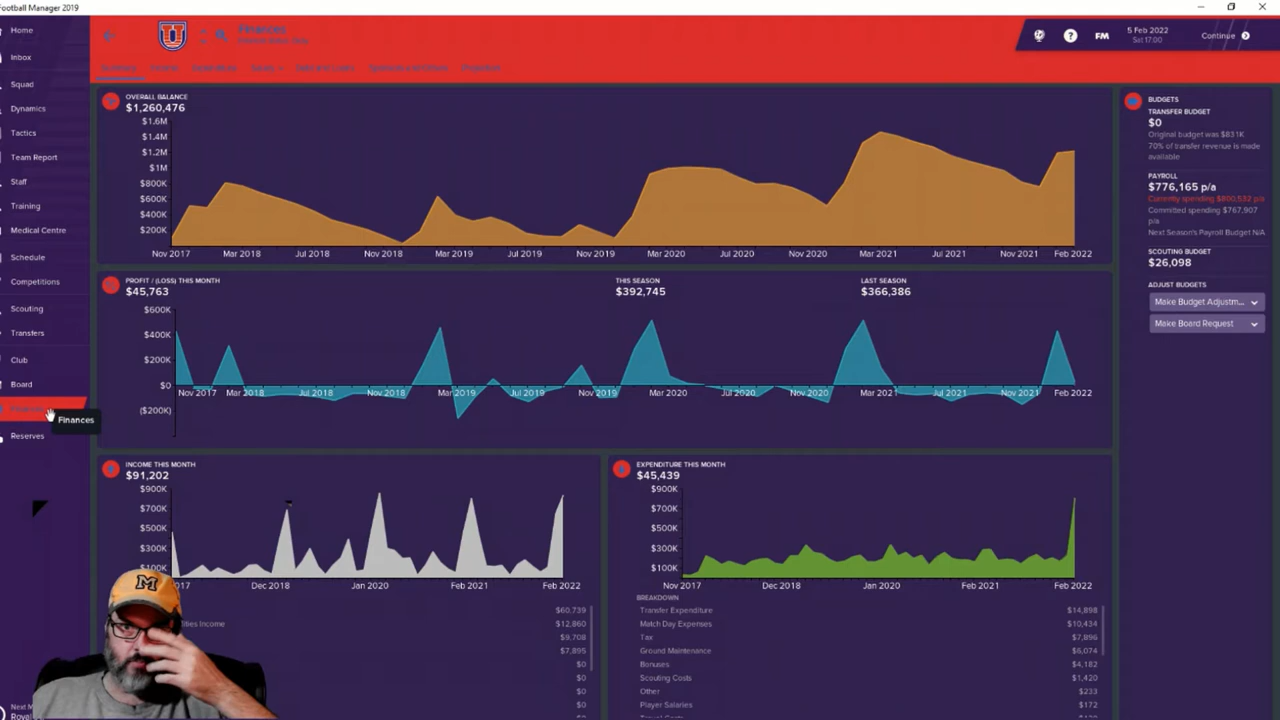 Football Manager 2019
Home
Inbox
Squad
Dynamics
Tactics
Team Report
Staff
Training
Medical Centre
Schedule
Competitions
Scouting
Transfers
Club
Board
Finances
Reserves
Finances
5 Feb 2022
Sat 17:00
FM
Continue
OVERALL BALANCE
$1,260,476
$1.6M
$1.4M
$1.2M
$1M
$800K
$600K
$400K
$200K
Nov 2017 Mar 2018 Jul 2018 Nov 2018 Mar 2019 Jul 2019 Nov 2019 Mar 2020 Jul 2020 Nov 2020 Mar 2021 Jul 2021 Nov 2021 Feb 2022
PROFIT / (LOSS) THIS MONTH
$45,763
THIS SEASON
$392,745
LAST SEASON
$366,386
$600K
$400K
$200K
$0
($200K)
Nov 2017 Mar 2018 Jul 2018 Nov 2018 Mar 2019 Jul 2019 Nov 2019 Mar 2020 Jul 2020 Nov 2020 Mar 2021 Jul 2021 Nov 2021 Feb 2022
INCOME THIS MONTH
$91,202
$900K
$700K
$500K
$300K
$100K
Dec 2018 Jan 2020 Feb 2021 Feb 2022
$60,739
$12,860
$9,708
$7,895
$0
$0
$0
$0
EXPENDITURE THIS MONTH
$45,439
$900K
$700K
$500K
$300K
$100K
Nov 2017 Dec 2018 Jan 2020 Feb 2021 Feb 2022
BREAKDOWN
Transfer Expenditure $14,898
Match Day Expenses $10,434
Tax $7,896
Ground Maintenance $6,074
Bonuses $4,182
Scouting Costs $1,420
Other $233
Player Salaries $172
BUDGETS
TRANSFER BUDGET
$0
Original budget was $831K
70% of transfer revenue is made
available
PAYROLL
$776,165 p/a
Currently spending $800,532 p/a
Committed spending $767,907
p/s
Next Season's Payroll Budget N/A
SCOUTING BUDGET
$26,098
ADJUST BUDGETS
Make Budget Adjustm...
Make Board Request
M